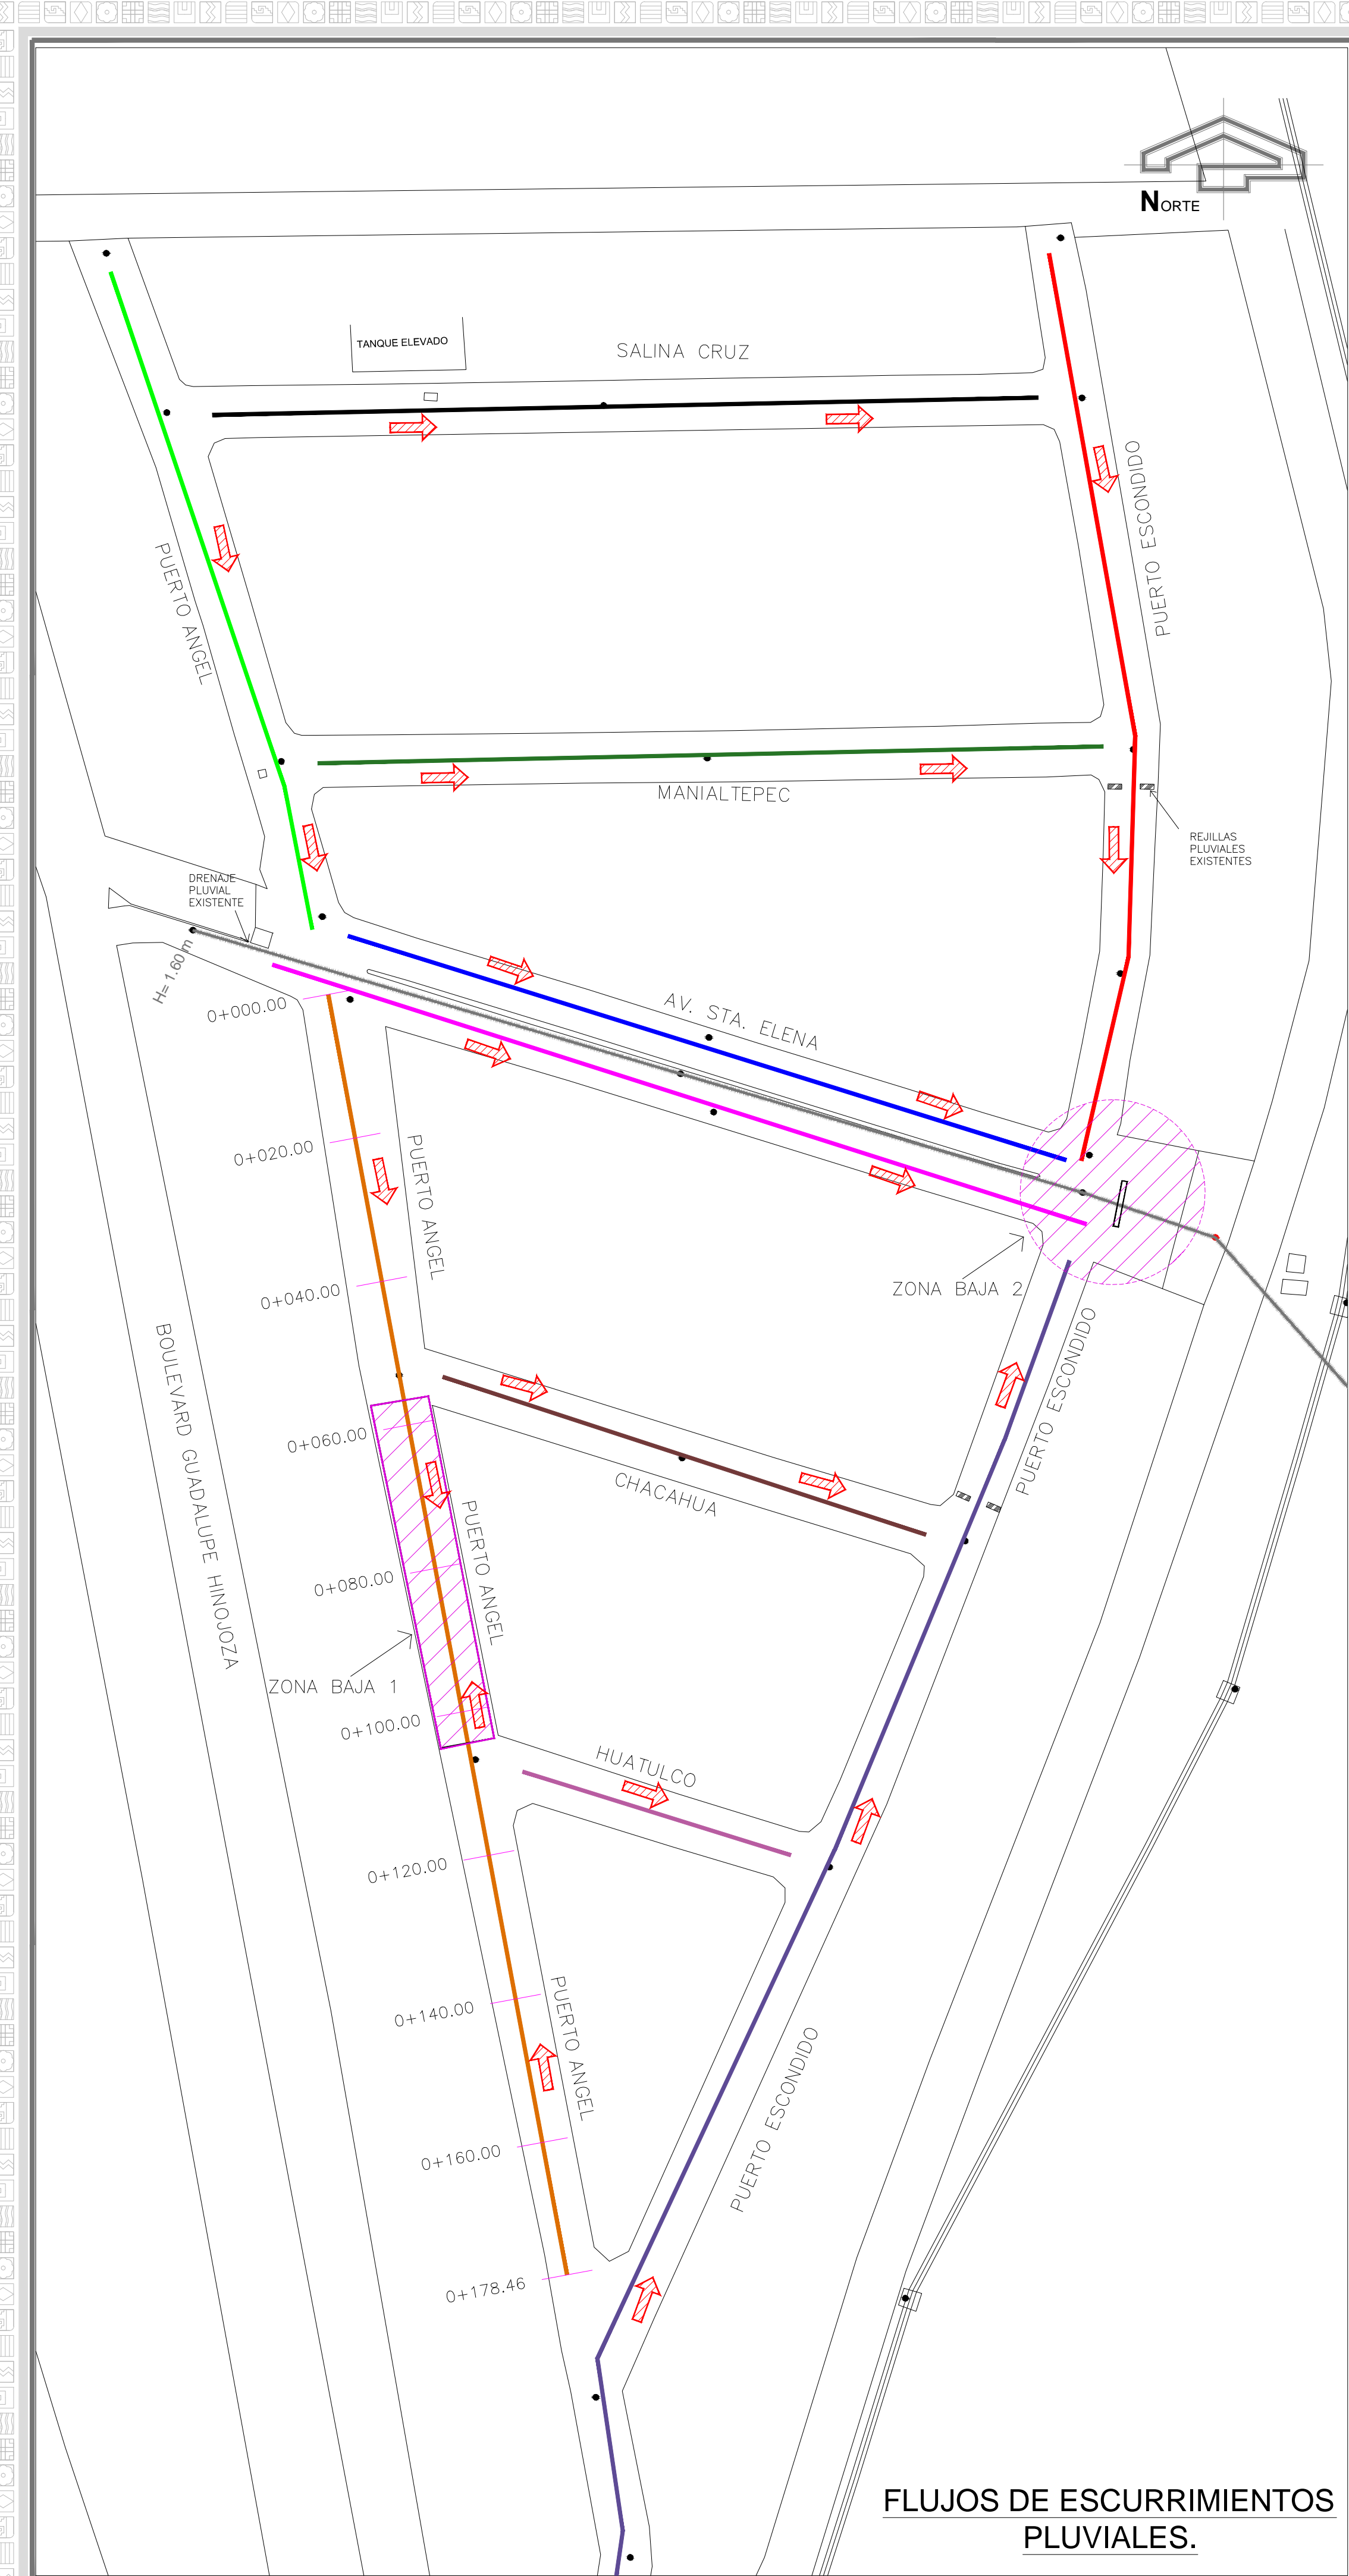 NORTE
TANQUE ELEVADO
SALINA CRUZ
PUERTO ESCONDIDO
PUERTO ANGEL
MANIALTEPEC
REJILLAS
PLUVIALES
EXISTENTES
DRENAJE
PLUVIAL
EXISTENTE
H= 1.60 m
0+000.00
AV. STA. ELENA
0+020.00
PUERTO ANGEL
0+040.00
ZONA BAJA 2
PUERTO ESCONDIDO
BOULEVARD GUADALUPE HINOJOZA
0+060.00
CHACAHUA
PUERTO ANGEL
0+080.00
ZONA BAJA 1
0+100.00
HUATULCO
0+120.00
0+140.00
PUERTO ANGEL
PUERTO ESCONDIDO
0+160.00
0+178.46
FLUJOS DE ESCURRIMIENTOS
PLUVIALES.